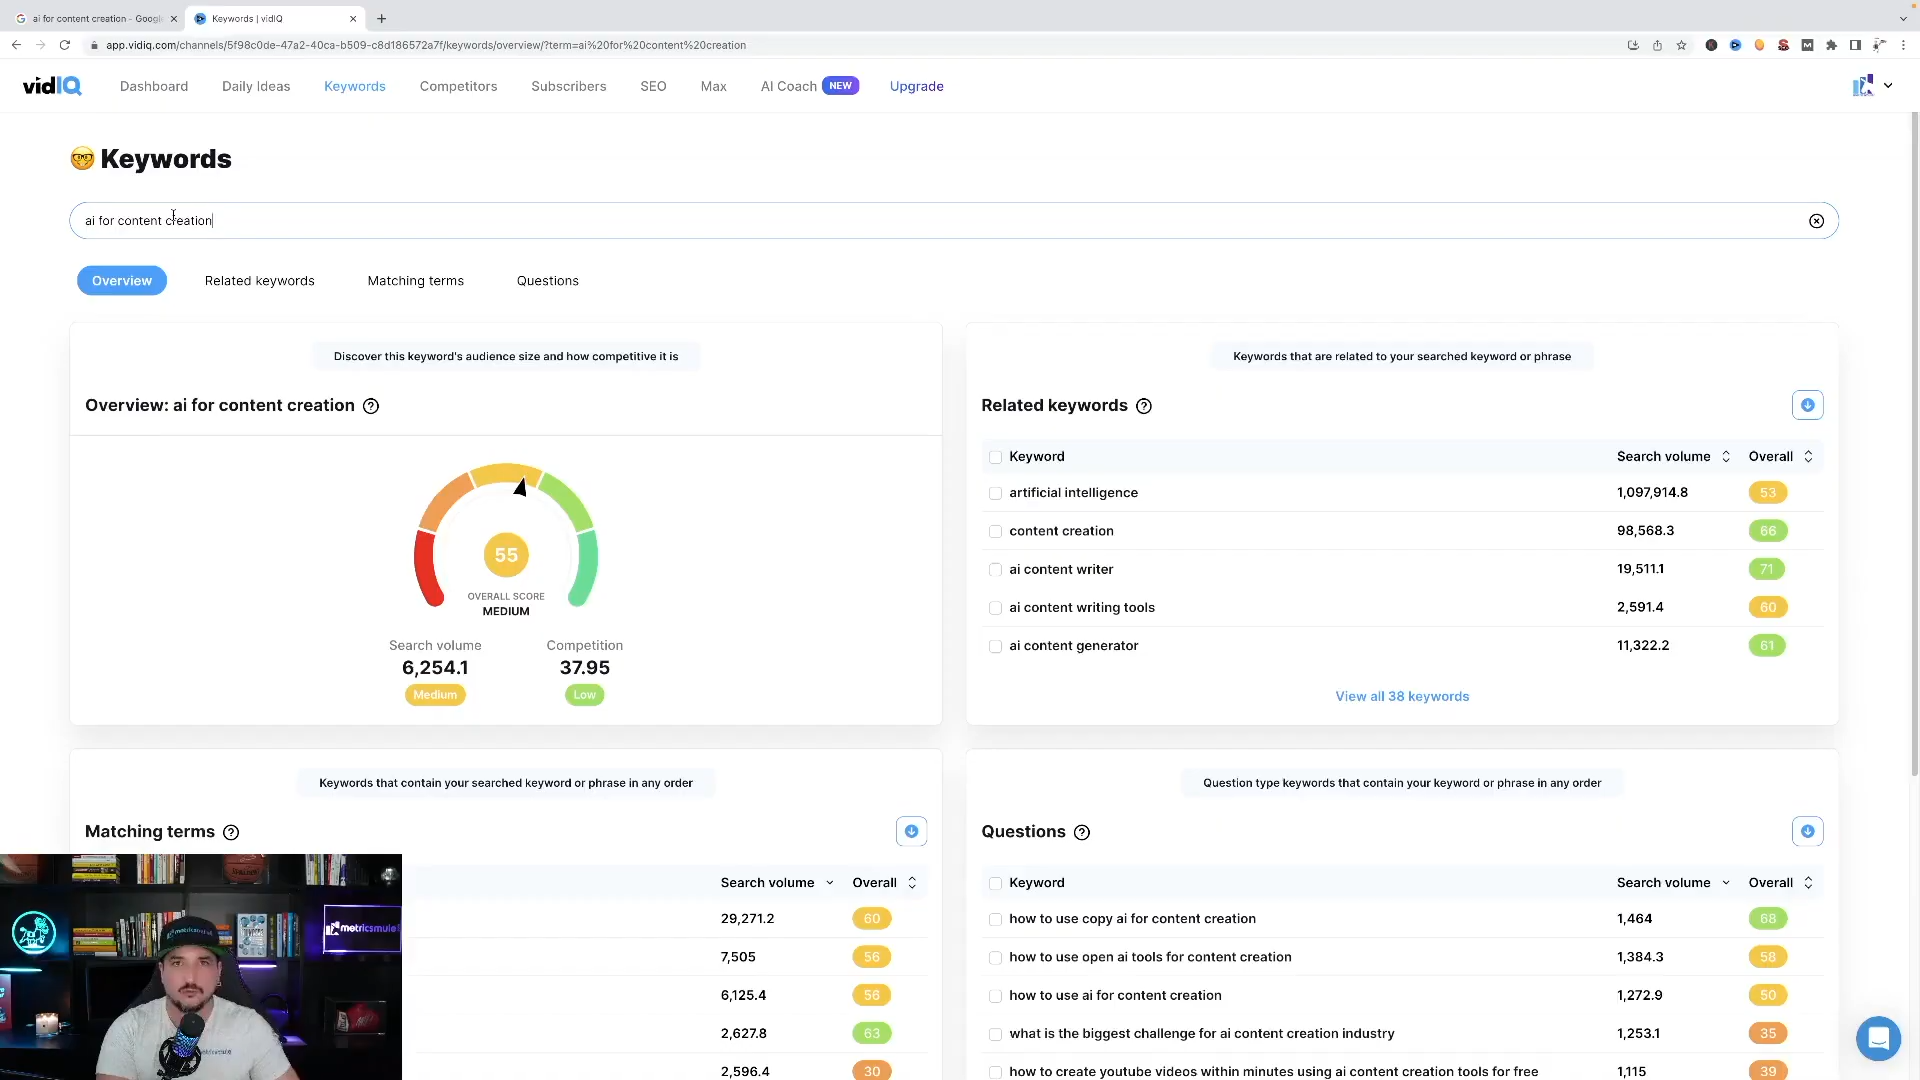 ai for content creation - Googl
Keywords | vidIQ
app.vidiq.com/channels/5f98c0de-47a2-40ca-b509-c8d186572a7f/keywords/overview/?term=ai%20for%20content%20creation
vidIQ
Dashboard
Daily Ideas
Keywords
Competitors
Subscribers
SEO
Max
AI Coach
NEW
Upgrade
Keywords
ai for content creation
Overview
Related keywords
Matching terms
Questions
Discover this keyword's audience size and how competitive it is
Overview: ai for content creation
55
OVERALL SCORE
MEDIUM
Search volume
6,254.1
Medium
Competition
37.95
Low
Keywords that are related to your searched keyword or phrase
Related keywords
Keyword Search volume Overall
artificial intelligence 1,097,914.8 53
content creation 98,568.3 66
ai content writer 19,511.1 71
ai content writing tools 2,591.4 60
ai content generator 11,322.2 61
View all 38 keywords
Keywords that contain your searched keyword or phrase in any order
Matching terms
Search volume Overall
29,271.2 60
7,505 56
6,125.4 56
2,627.8 63
2,596.4 30
Question type keywords that contain your keyword or phrase in any order
Questions
Keyword Search volume Overall
how to use copy ai for content creation 1,464 68
how to use open ai tools for content creation 1,384.3 58
how to use ai for content creation 1,272.9 50
what is the biggest challenge for ai content creation industry 1,253.1 35
how to create youtube videos within minutes using ai content creation tools for free 1,115 39
metricsmule